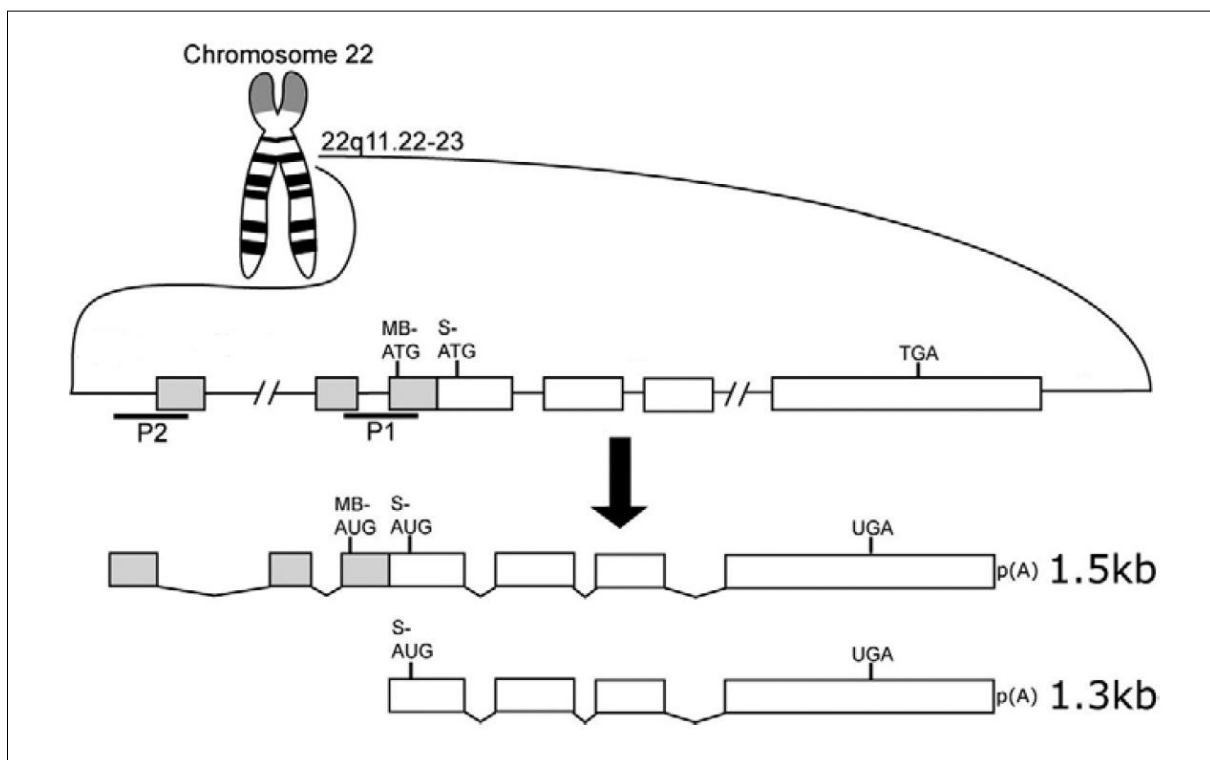 Chromosome 22
22q11.22-23
MB-
ATG
S-
ATG
TGA
P2
P1
MB-
AUG
S-
AUG
UGA
p(A) 1.5kb
S-
AUG
UGA
p(A) 1.3kb